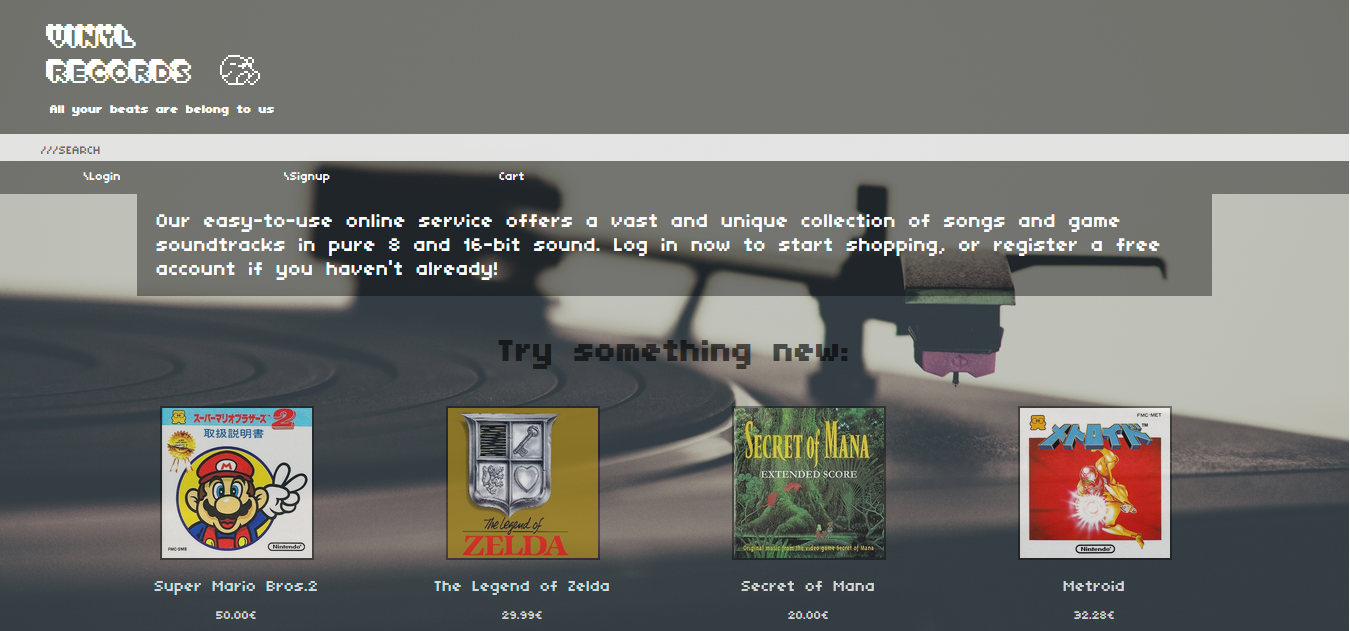 VINYL
RECORDS
All your beats are belong to us
///SEARCH
\Login \Signup Cart
Our easy-to-use online service offers a vast and unique collection of songs and game
soundtracks in pure 8 and 16-bit sound. Log in now to start shopping, or register a free
account if you haven't already!
Try something new:
スーパーマリオブラザーズ 2
取扱説明書
FMC-SMB
Nintendo
The Legend of
ZELDA
SECRET of MANA
EXTENDED SCORE
Original music from the video game Secret of Mana
FMC-MET
メトロイド
Nintendo
Super Mario Bros.2 The Legend of Zelda Secret of Mana Metroid
50.00€ 29.99€ 20.00€ 32.28€